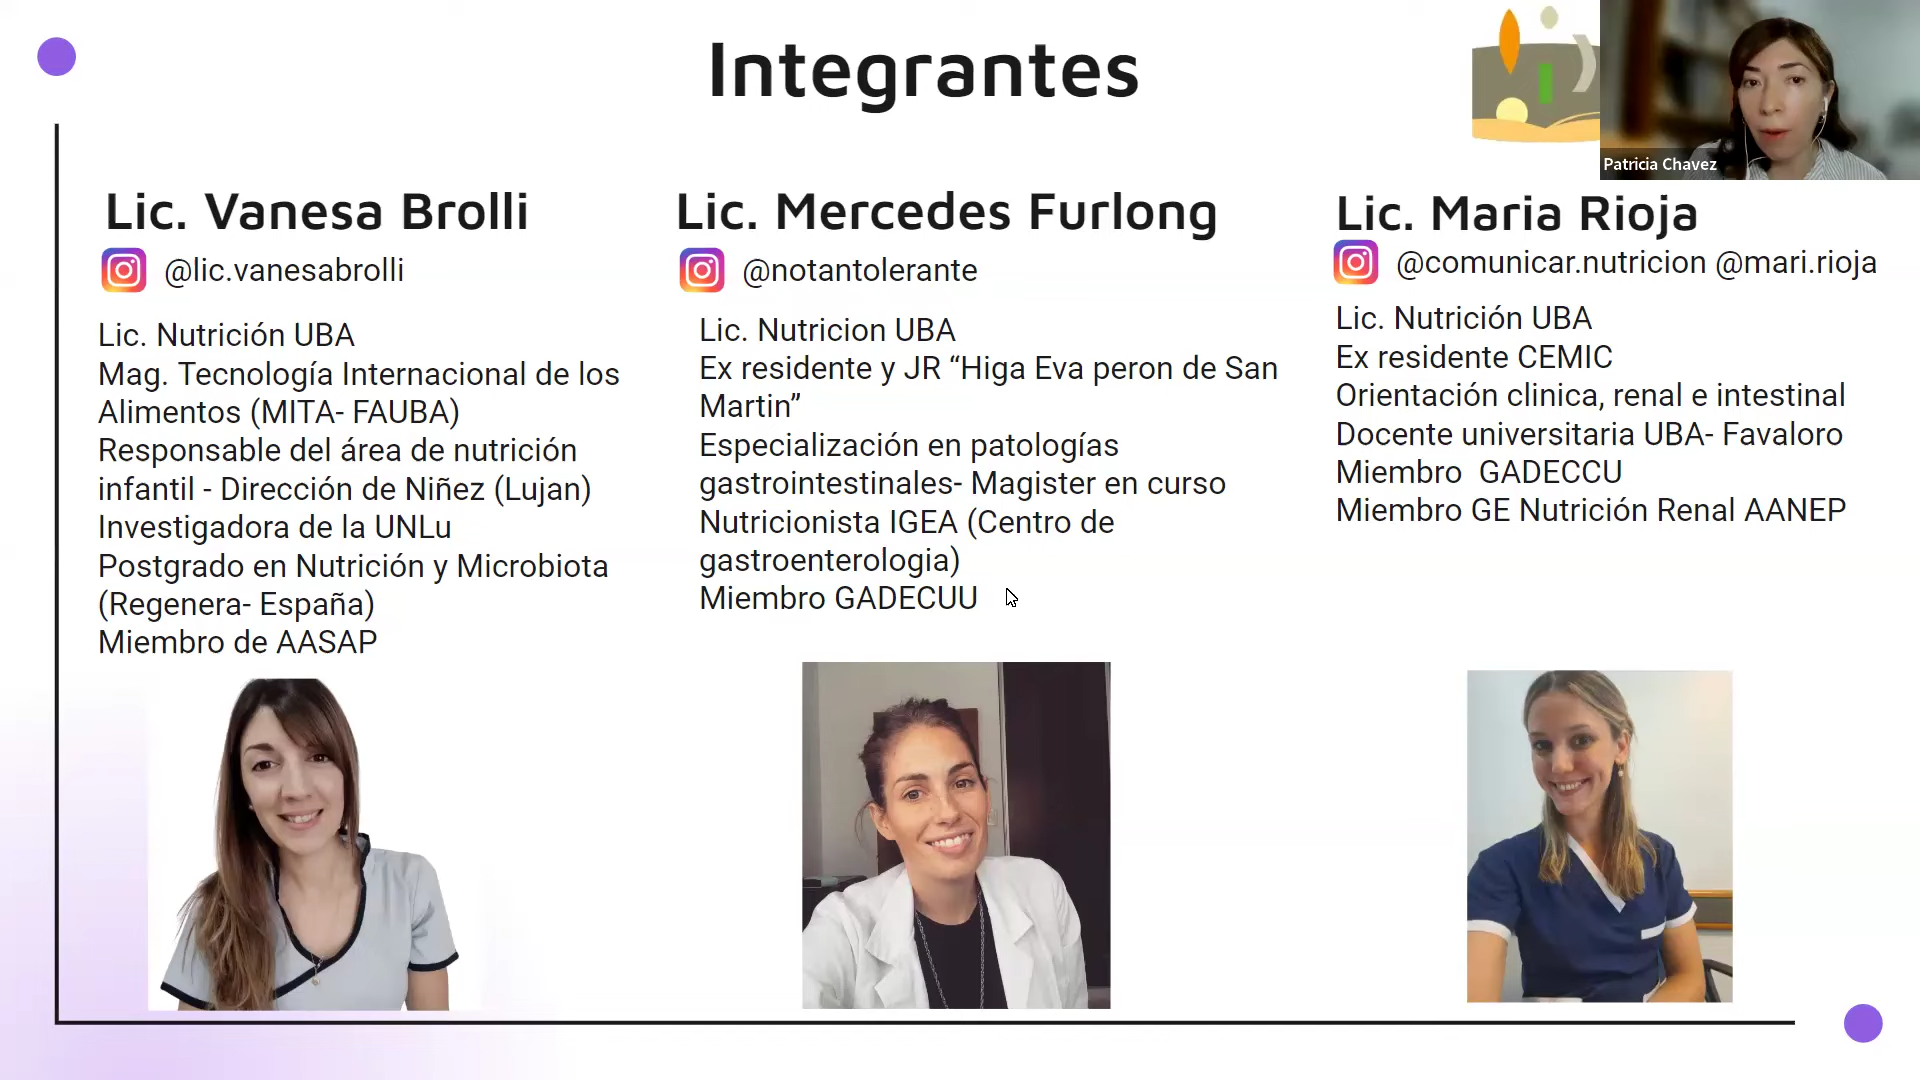 Integrantes
Patricia Chavez
Lic. Vanesa Brolli
@lic.vanesabrolli
Lic. Nutrición UBA
Mag. Tecnología Internacional de los
Alimentos (MITA- FAUBA)
Responsable del área de nutrición
infantil - Dirección de Niñez (Lujan)
Investigadora de la UNLu
Postgrado en Nutrición y Microbiota
(Regenera- España)
Miembro de AASAP
Lic. Mercedes Furlong
@notantolerante
Lic. Nutricion UBA
Ex residente y JR “Higa Eva peron de San
Martin”
Especialización en patologías
gastrointestinales- Magister en curso
Nutricionista IGEA (Centro de
gastroenterologia)
Miembro GADECUU
Lic. Maria Rioja
@comunicar.nutricion @mari.rioja
Lic. Nutrición UBA
Ex residente CEMIC
Orientación clinica, renal e intestinal
Docente universitaria UBA- Favaloro
Miembro  GADECCU
Miembro GE Nutrición Renal AANEP